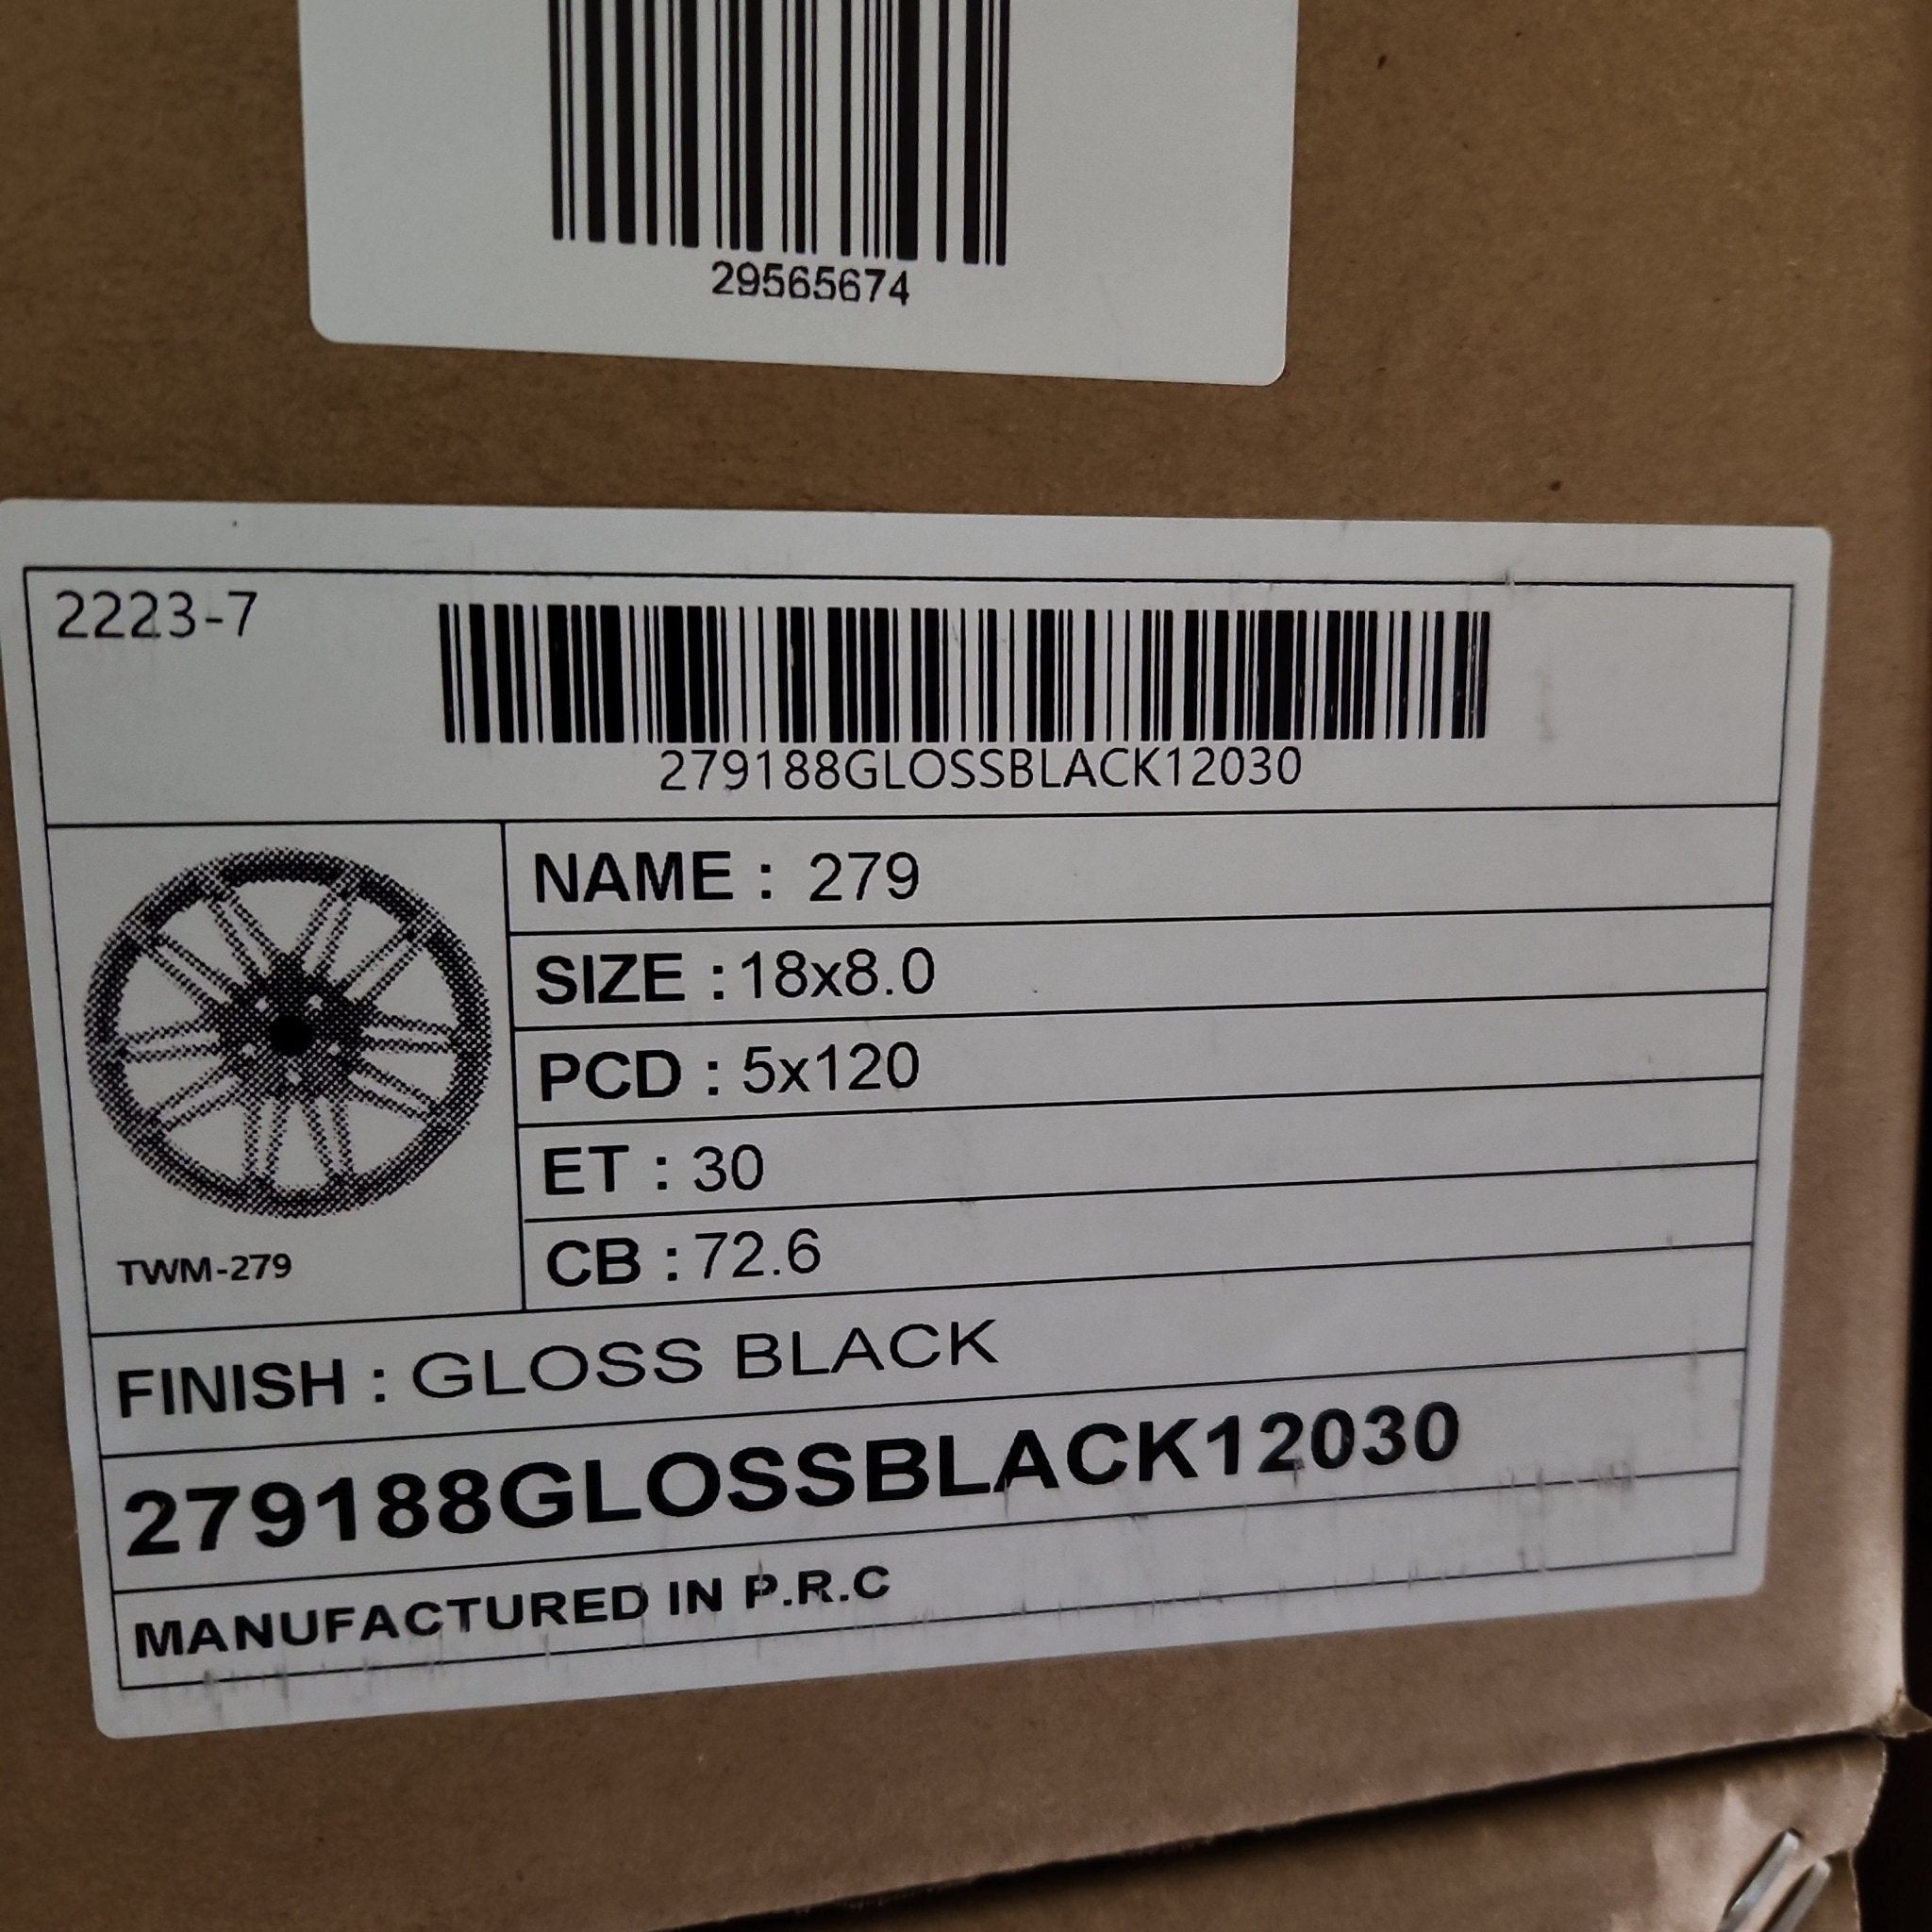 29565674
2223-7
279188GLOSSBLACK12030
NAME : 279
SIZE : 18x8.0
PCD : 5x120
ET : 30
CB : 72.6
TWM-279
FINISH : GLOSS BLACK
279188GLOSSBLACK12030
MANUFACTURED IN P.R.C